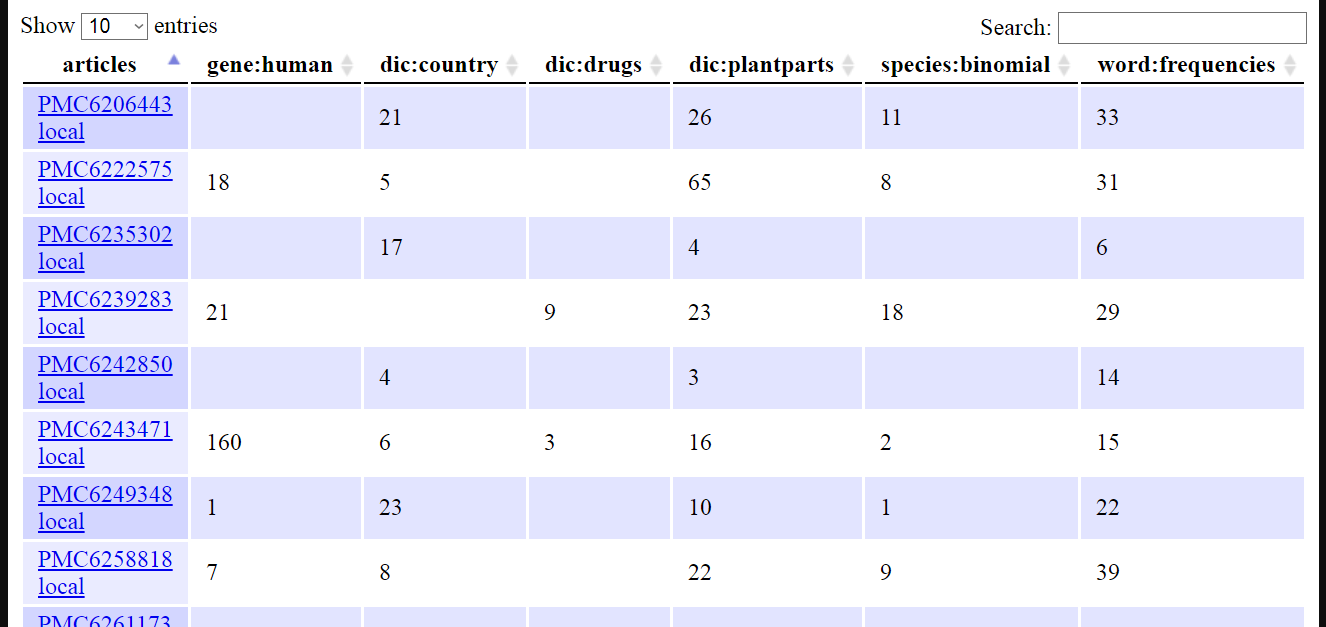 Show 10 entries Search:
articles gene:human dic:country dic:drugs dic:plantparts species:binomial word:frequencies
PMC6206443
local 21 26 11 33
PMC6222575
local 18 5 65 8 31
PMC6235302
local 17 4 6
PMC6239283
local 21 9 23 18 29
PMC6242850
local 4 3 14
PMC6243471
local 160 6 3 16 2 15
PMC6249348
local 1 23 10 1 22
PMC6258818
local 7 8 22 9 39
PMC6261173